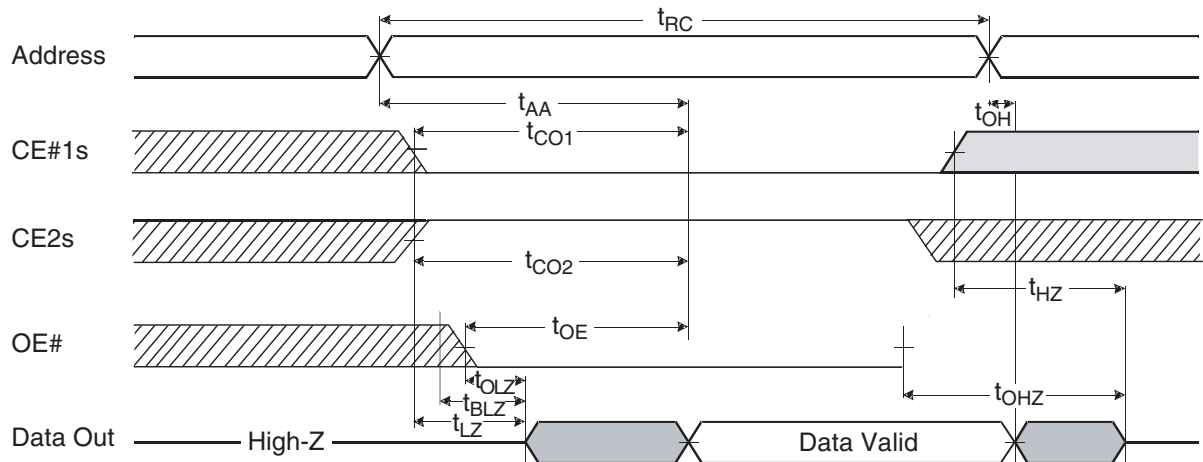 tRC
Address
tAA
tOH
tCO1
CE#1s
CE2s
tCO2
tHZ
tOE
OE#
tOLZ
tBLZ
tOHZ
tLZ
Data Out
High-Z
Data Valid